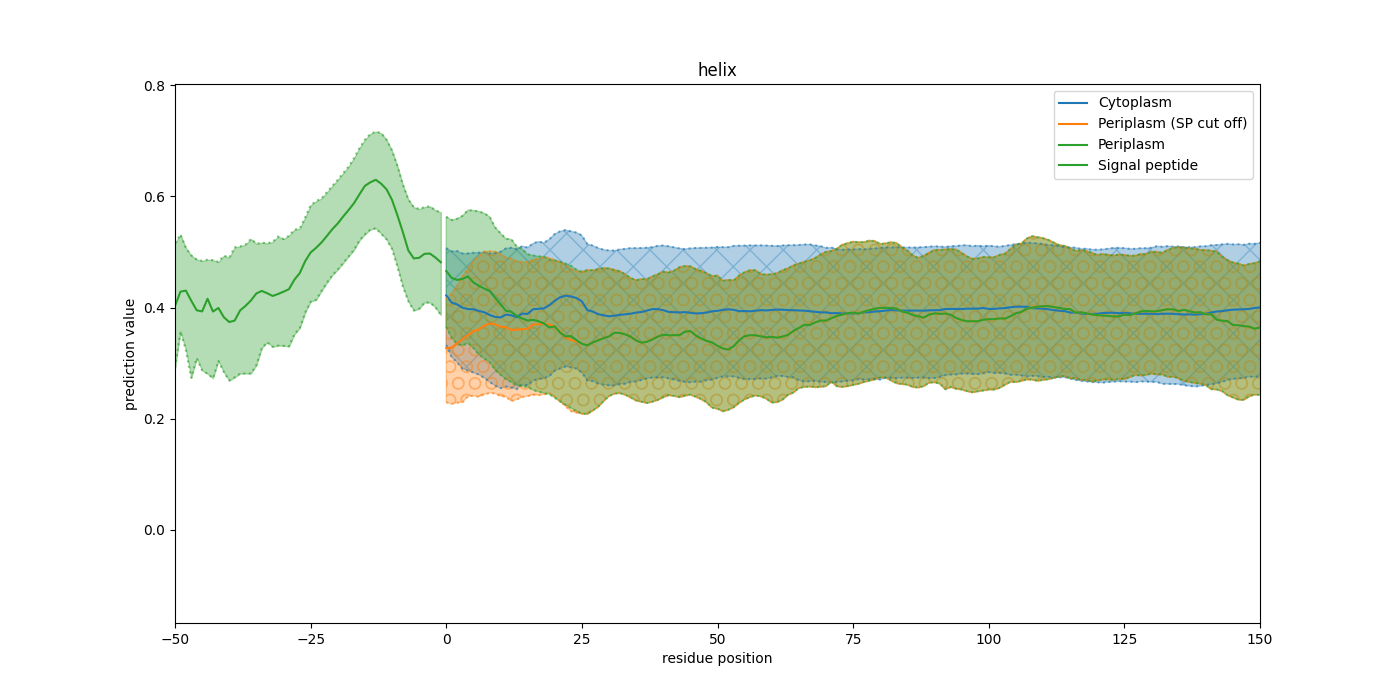 helix
0.8
0.6
0.4
0.2
0.0
prediction value
−50
−25
0
25
50
75
100
125
150
residue position
Cytoplasm
Periplasm (SP cut off)
Periplasm
Signal peptide